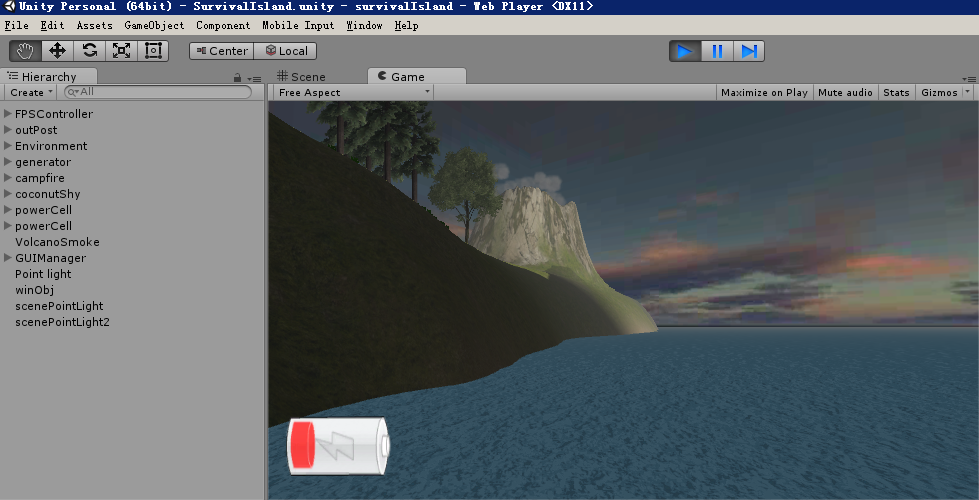 Unity Personal (64bit) - SurvivalIsland.unity - survivalIsland - Web Player <DX11>
File Edit Assets GameObject Component Mobile Input Window Help
Center Local
Hierarchy Scene Game
Create All Free Aspect Maximize on Play Mute audio Stats Gizmos
FPSController
outPost
Environment
generator
campfire
coconutShy
powerCell
powerCell
VolcanoSmoke
GUIManager
Point light
winObj
scenePointLight
scenePointLight2